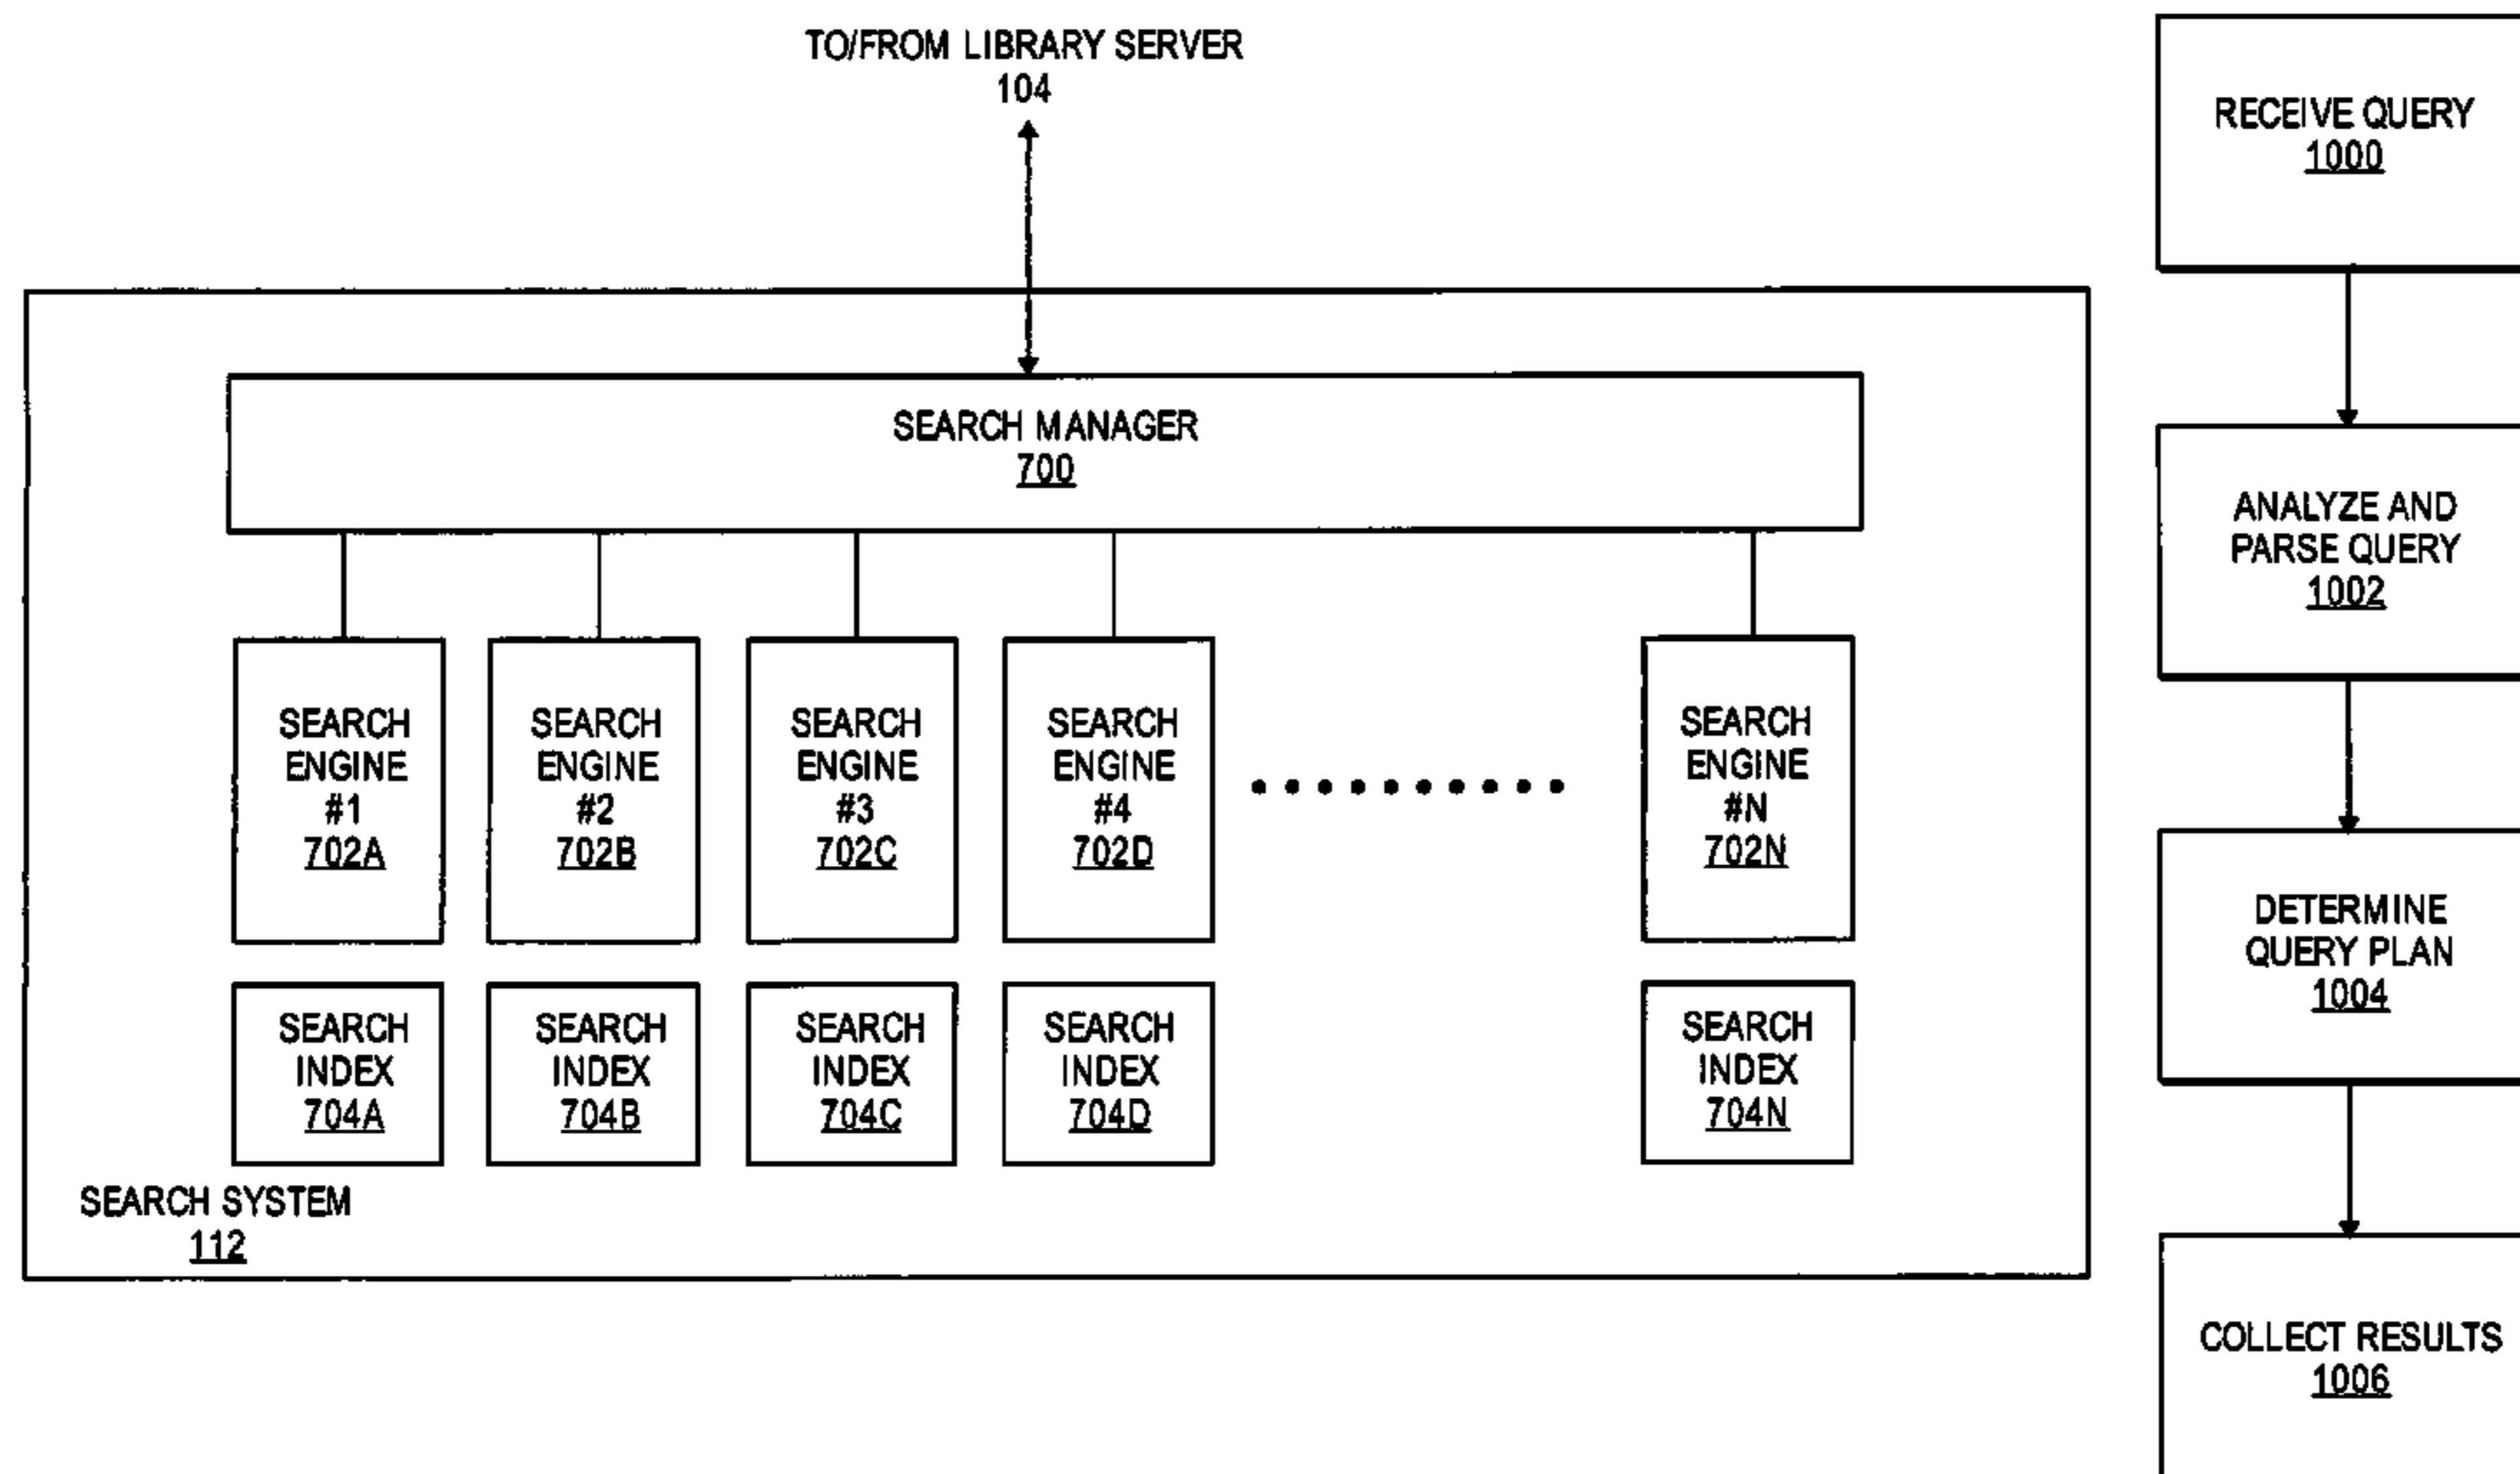 TO/FROM LIBRARY SERVER
104
SEARCH MANAGER
700
SEARCH
ENGINE
#1
702A
SEARCH
ENGINE
#2
702B
SEARCH
ENGINE
#3
702C
SEARCH
ENGINE
#4
702D
SEARCH
ENGINE
#N
702N
SEARCH
INDEX
704A
SEARCH
INDEX
704B
SEARCH
INDEX
704C
SEARCH
INDEX
704D
SEARCH
INDEX
704N
SEARCH SYSTEM
112
RECEIVE QUERY
1000
ANALYZE AND
PARSE QUERY
1002
DETERMINE
QUERY PLAN
1004
COLLECT RESULTS
1006